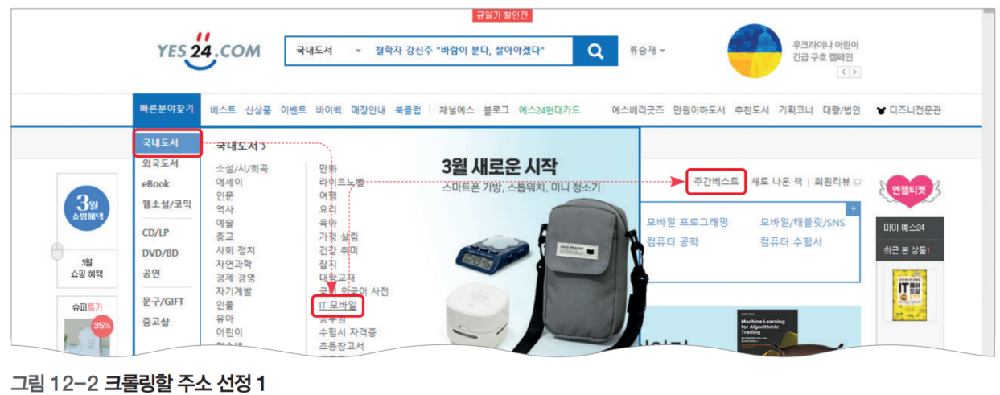 균일가 할인전
YES24.COM
국내도서
철학자 강신주 "바람이 분다, 살아야겠다"
류승재
우크라이나 어린이
긴급 구호 캠페인
빠른분야찾기
베스트 신상품 이벤트 바이백 매장안내 북클럽 | 채널예스 블로그 예스24현대카드
예스베리굿즈 만원이하도서 추천도서 기획코너 대량/법인 디즈니전문관
국내도서
외국도서
eBook
웹소설/코믹
CD/LP
DVD/BD
공연
문구/GIFT
중고샵
국내도서 >
소설/시/희곡
에세이
인문
역사
예술
종교
사회 정치
자연과학
경제 경영
자기계발
인물
유아
어린이
만화
라이트노벨
여행
요리
육아
가정 살림
건강 취미
잡지
대학교재
국어 외국어 사전
IT 모바일
수험서 자격증
초등참고서
3월 새로운 시작
스마트폰 가방, 스톱워치, 미니 청소기
주간베스트 새로 나온 책 | 회원리뷰
모바일 프로그래밍
모바일/태블릿/SNS
컴퓨터 공학
컴퓨터 수험서
+
3월
쇼핑혜택
3월
쇼핑 혜택
슈퍼특가
35%
엔젤티켓
마이 예스24
최근 본 상품1
Machine Learning
for Algorithmic
Trading
그림 12-2 크롤링할 주소 선정 1